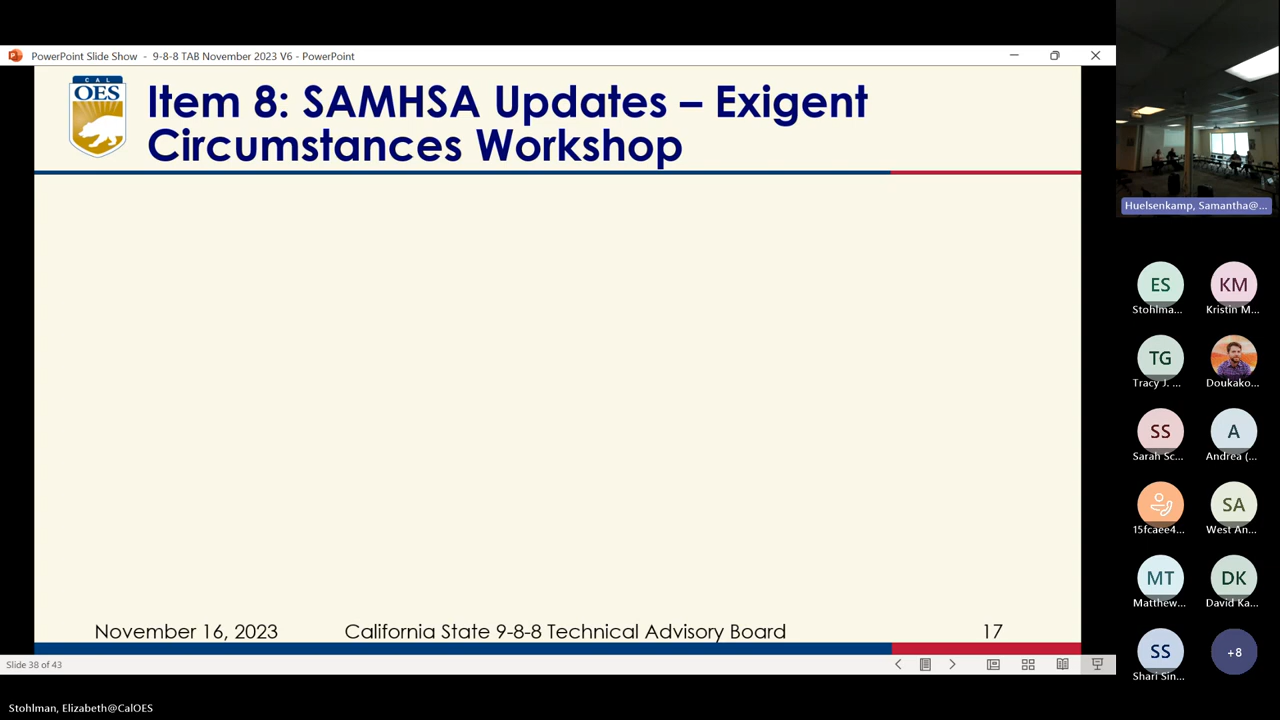 PowerPoint Slide Show - 9-8-8 TAB November 2023 V6 - PowerPoint
CAL
OES
Item 8: SAMHSA Updates – Exigent
Circumstances Workshop
November 16, 2023
California State 9-8-8 Technical Advisory Board
17
Slide 38 of 43
Stohlman, Elizabeth@CalOES
Huelsenkamp, Samantha@...
ES
KM
Stohlma...
Kristin M...
TG
Tracy J. ...
Doukako...
SS
A
Sarah Sc...
Andrea (...
SA
15fcaee4...
West An...
MT
DK
Matthew...
David Ka...
SS
+8
Shari Sin...